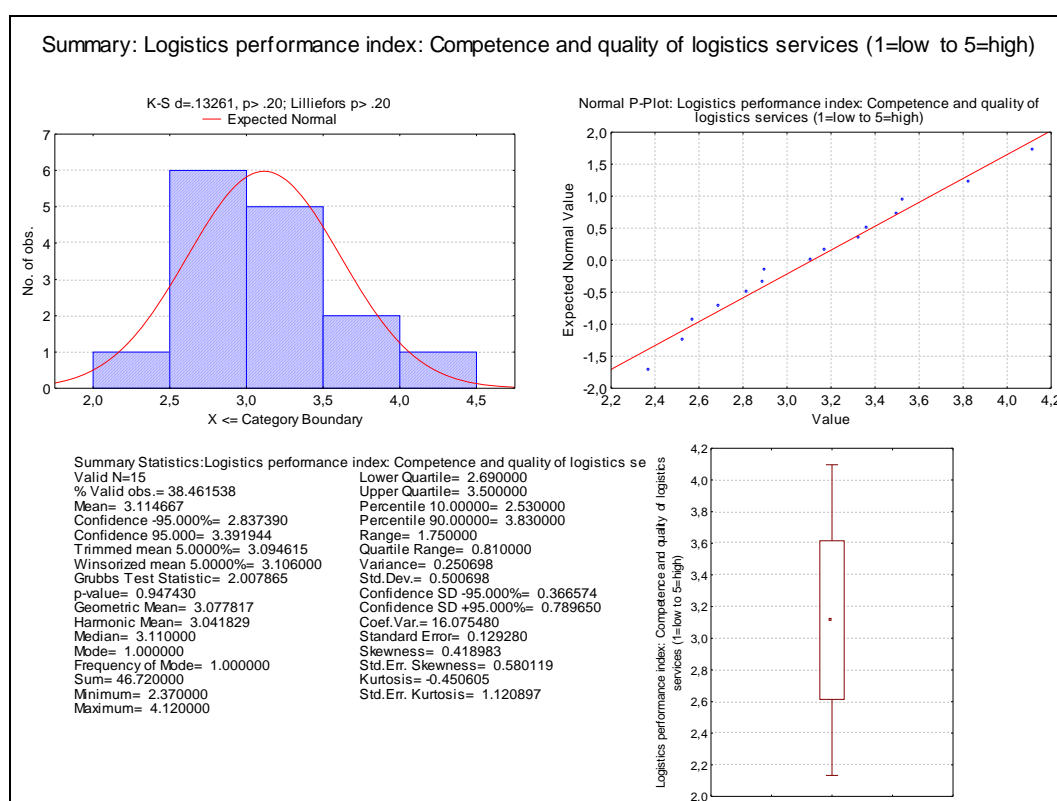 Summary: Logistics performance index: Competence and quality of logistics services (1=low to 5=high)
K-S d=.13261, p> .20; Lilliefors p> .20
Expected Normal
No. of obs.
7
6
5
4
3
2
1
0
2,0 2,5 3,0 3,5 4,0 4,5
X <= Category Boundary
Normal P-Plot: Logistics performance index: Competence and quality of
logistics services (1=low to 5=high)
Expected Normal Value
2,0
1,5
1,0
0,5
0,0
-0,5
-1,0
-1,5
-2,0
2,2 2,4 2,6 2,8 3,0 3,2 3,4 3,6 3,8 4,0 4,2
Value
Summary Statistics:Logistics performance index: Competence and quality of logistics se
Valid N=15
% Valid obs.= 38.461538
Mean= 3.114667
Confidence -95.000%= 2.837390
Confidence 95.000= 3.391944
Trimmed mean 5.0000%= 3.094615
Winsorized mean 5.0000%= 3.106000
Grubbs Test Statistic= 2.007865
p-value= 0.947430
Geometric Mean= 3.077817
Harmonic Mean= 3.041829
Median= 3.110000
Mode= 1.000000
Frequency of Mode= 1.000000
Sum= 46.720000
Minimum= 2.370000
Maximum= 4.120000
Lower Quartile= 2.690000
Upper Quartile= 3.500000
Percentile 10.00000= 2.530000
Percentile 90.00000= 3.830000
Range= 1.750000
Quartile Range= 0.810000
Variance= 0.250698
Std.Dev.= 0.500698
Confidence SD -95.000%= 0.366574
Confidence SD +95.000%= 0.789650
Coef.Var.= 16.075480
Standard Error= 0.129280
Skewness= 0.418983
Std.Err. Skewness= 0.580119
Kurtosis= -0.450605
Std.Err. Kurtosis= 1.120897
Logistics performance index: Competence and quality of logistics
services (1=low to 5=high)
4,2
4,0
3,8
3,6
3,4
3,2
3,0
2,8
2,6
2,4
2,2
2,0